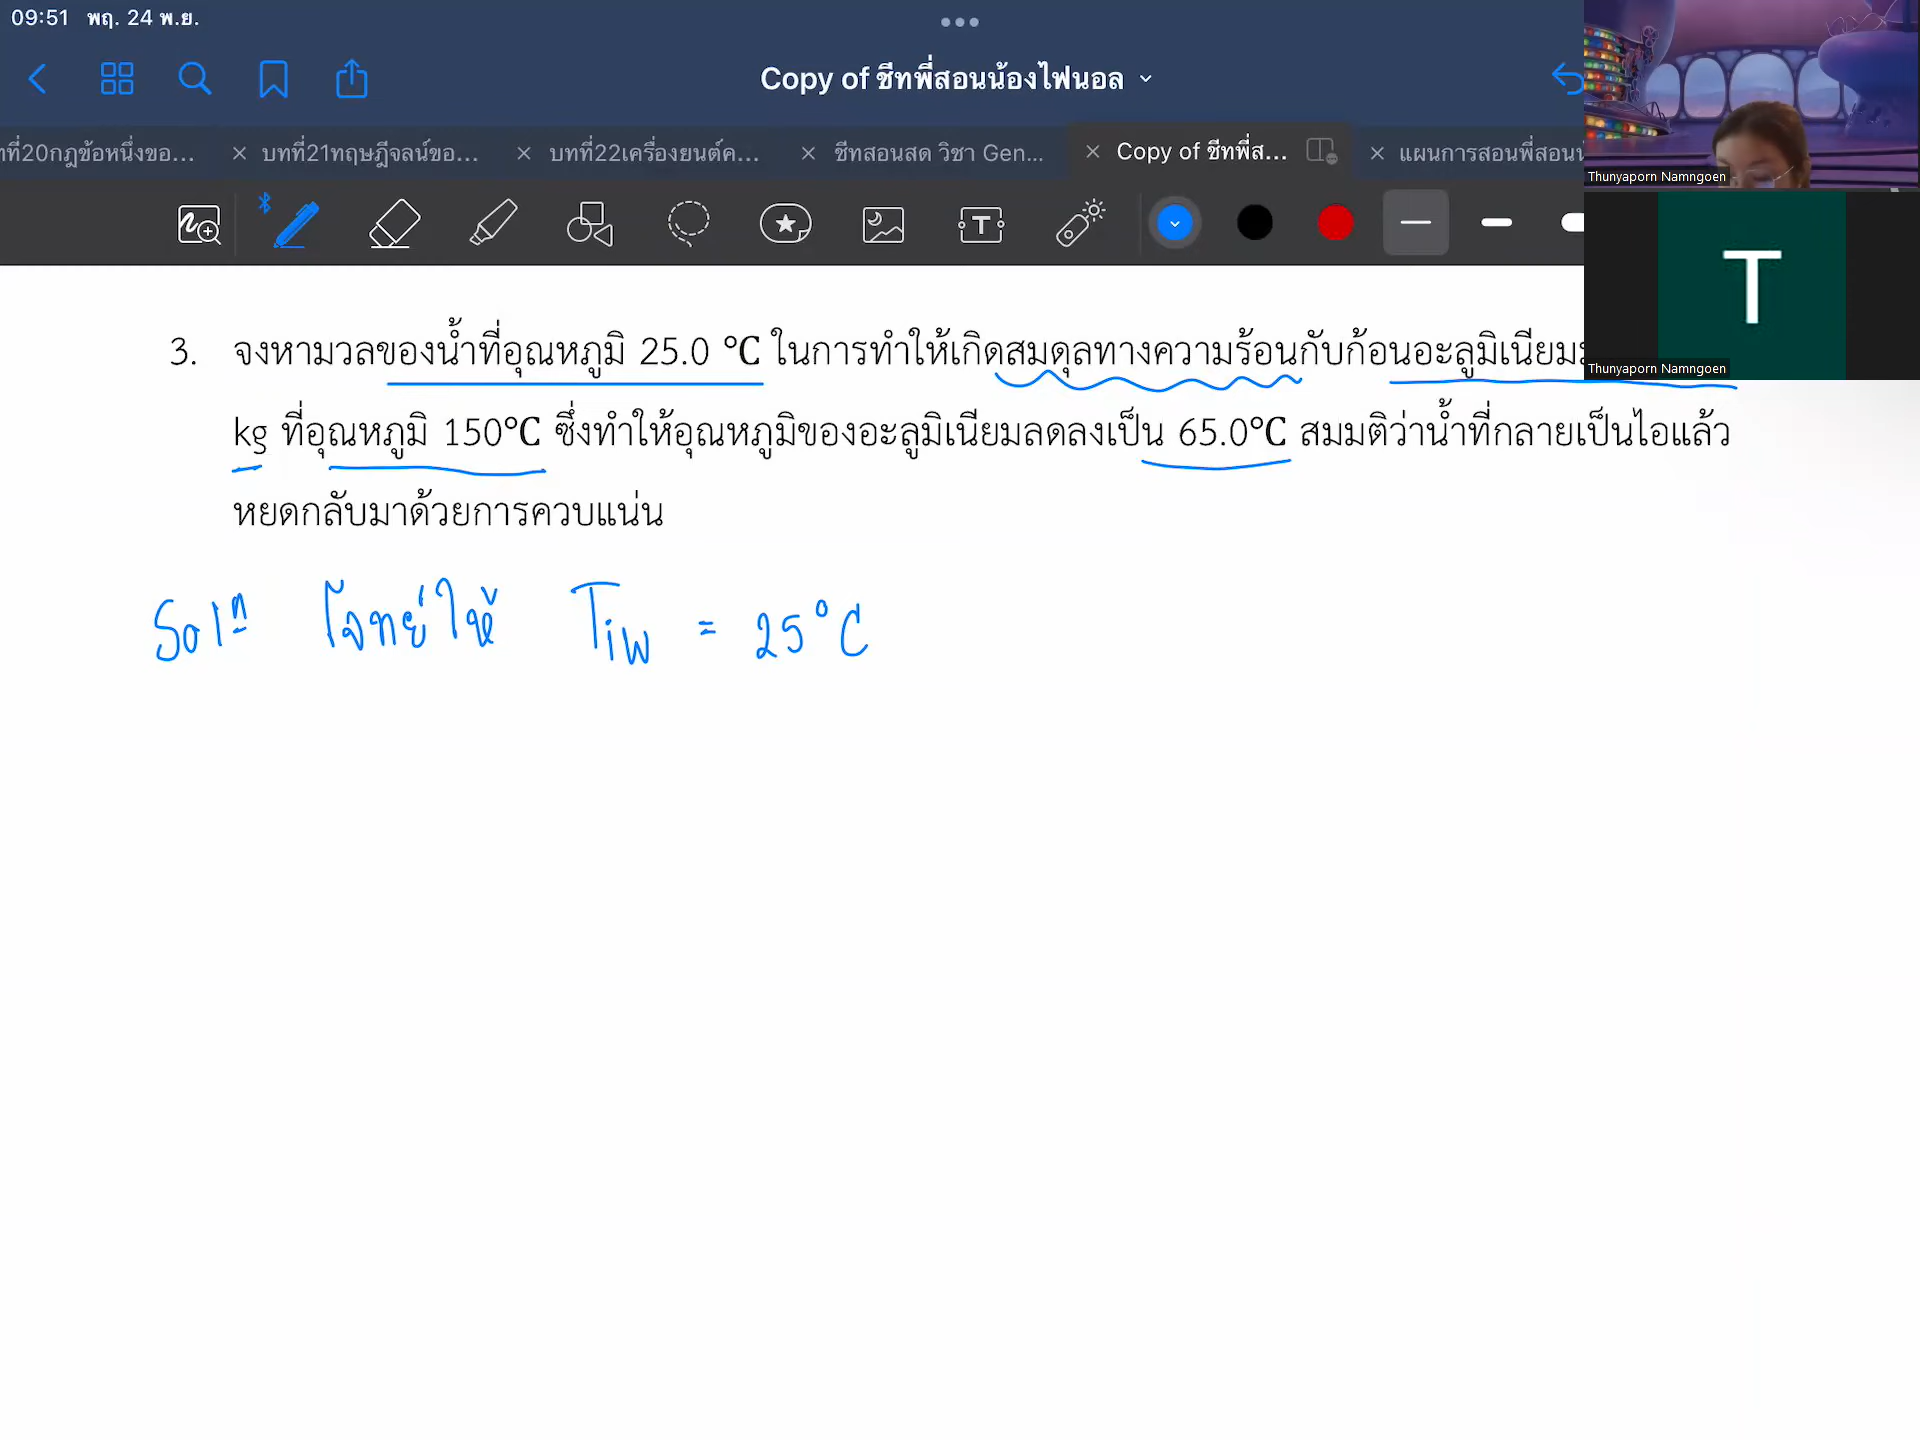 09:51 พฤ. 24 พ.ย.
Copy of ชีทพี่สอนน้องไฟนอล
ทที่20กฎข้อหนึ่งขอ... บทที่21ทฤษฎีจลน์ขอ... บทที่22เครื่องยนต์ค... ชีทสอนสด วิชา Gen... Copy of ชีทพี่ส... แผนการสอนพี่สอนน
Thunyaporn Namngoen
T
Thunyaporn Namngoen
3. จงหามวลของน้ำที่อุณหภูมิ 25.0 °C ในการทำให้เกิดสมดุลทางความร้อนกับก้อนอะลูมิเนียม
kg ที่อุณหภูมิ 150°C ซึ่งทำให้อุณหภูมิของอะลูมิเนียมลดลงเป็น 65.0°C สมมติว่าน้ำที่กลายเป็นไอแล้ว
หยดกลับมาด้วยการควบแน่น
Solⁿ โจทย์ให้ Tiw = 25°C